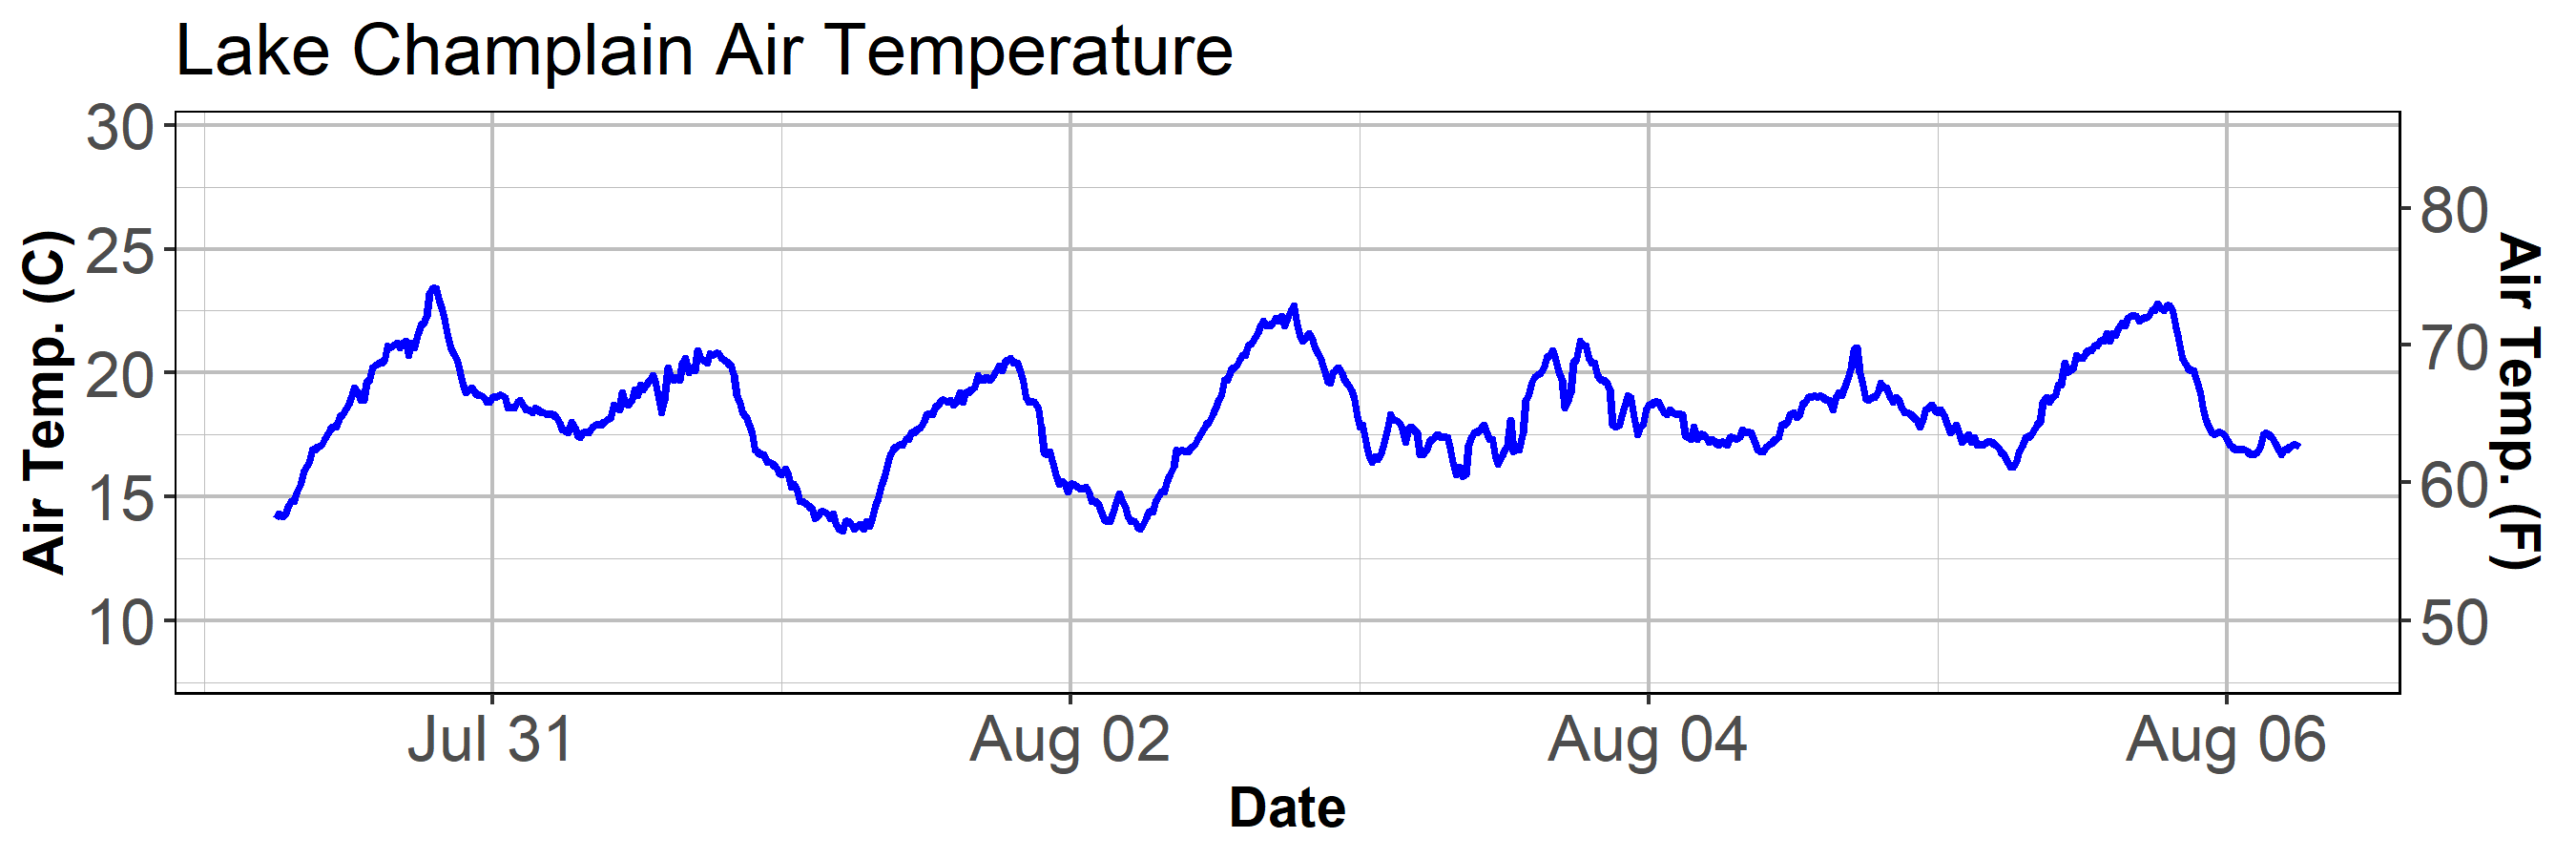 Lake Champlain Air Temperature
30
25
20
15
10
Air Temp. (C)
80
70
60
50
Air Temp. (F)
Jul 31
Aug 02
Aug 04
Aug 06
Date